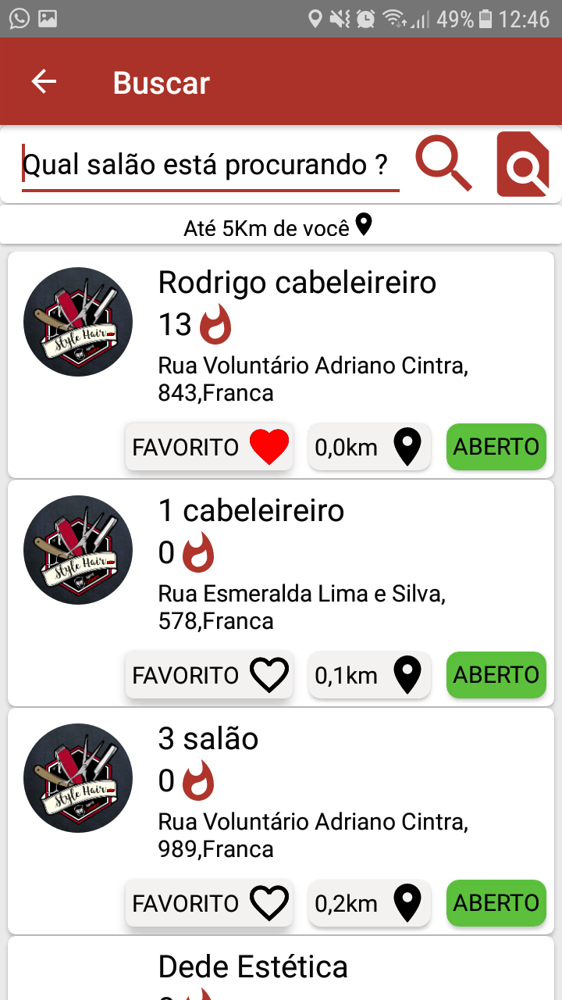 49% 12:46
Buscar
Qual salão está procurando ?
Até 5Km de você
Style Hair
Rodrigo cabeleireiro
13
Rua Voluntário Adriano Cintra,
843,Franca
FAVORITO 0,0km ABERTO
Style Hair
1 cabeleireiro
0
Rua Esmeralda Lima e Silva,
578,Franca
FAVORITO 0,1km ABERTO
Style Hair
3 salão
0
Rua Voluntário Adriano Cintra,
989,Franca
FAVORITO 0,2km ABERTO
Dede Estética